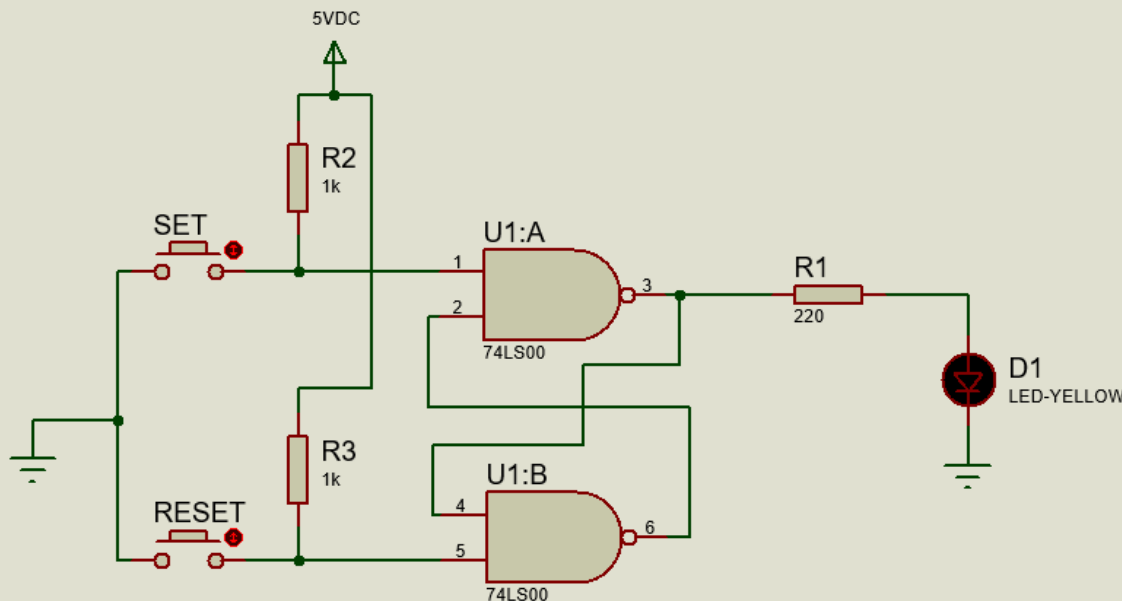 5VDC
R2
1k
SET
U1:A
1
2
3
74LS00
R1
220
D1
LED-YELLOW
R3
1k
RESET
U1:B
4
5
6
74LS00